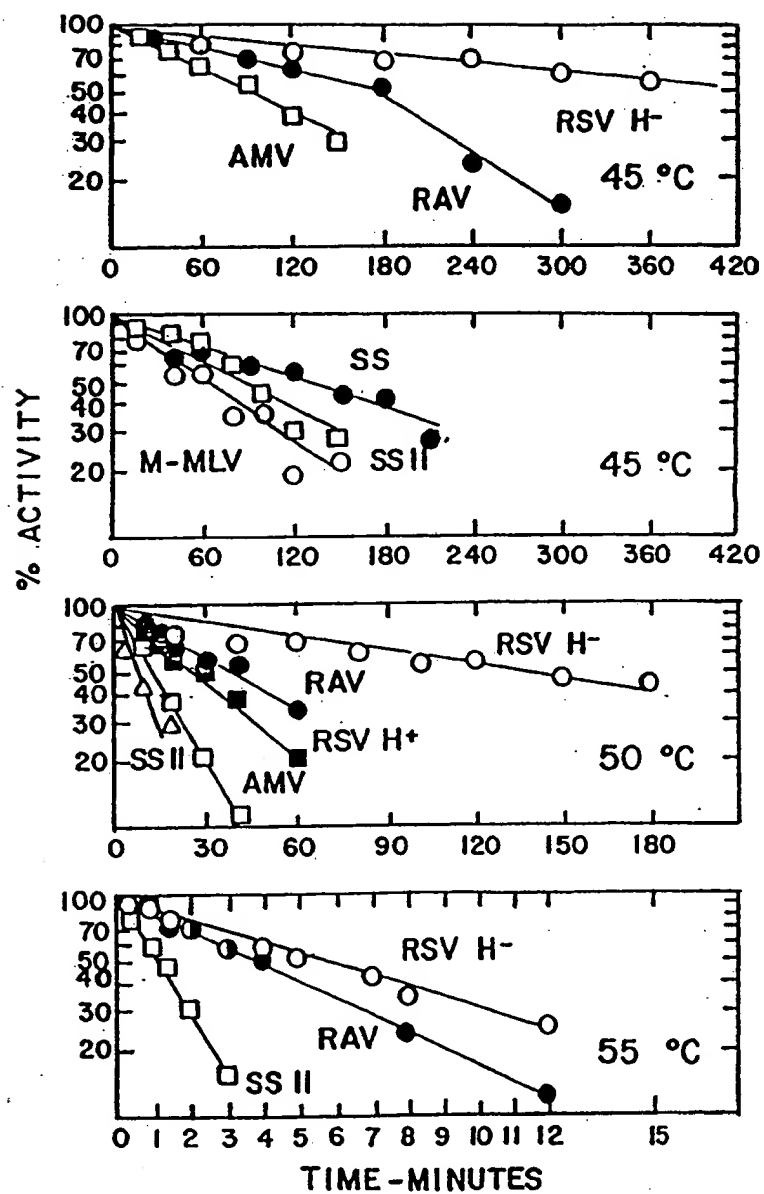 % ACTIVITY
100
70
50
40
30
20
RSV H-
AMV
RAV
45 °C
0 60 120 180 240 300 360 420
100
70
50
40
30
20
SS
M-MLV
SS II
45 °C
0 60 120 180 240 300 360 420
100
70
50
40
30
20
RSV H-
RAV
RSV H+
SS II
AMV
50 °C
0 30 60 90 120 150 180
100
70
50
40
30
20
RSV H-
RAV
SS II
55 °C
0 1 2 3 4 5 6 7 8 9 10 11 12 15
TIME-MINUTES